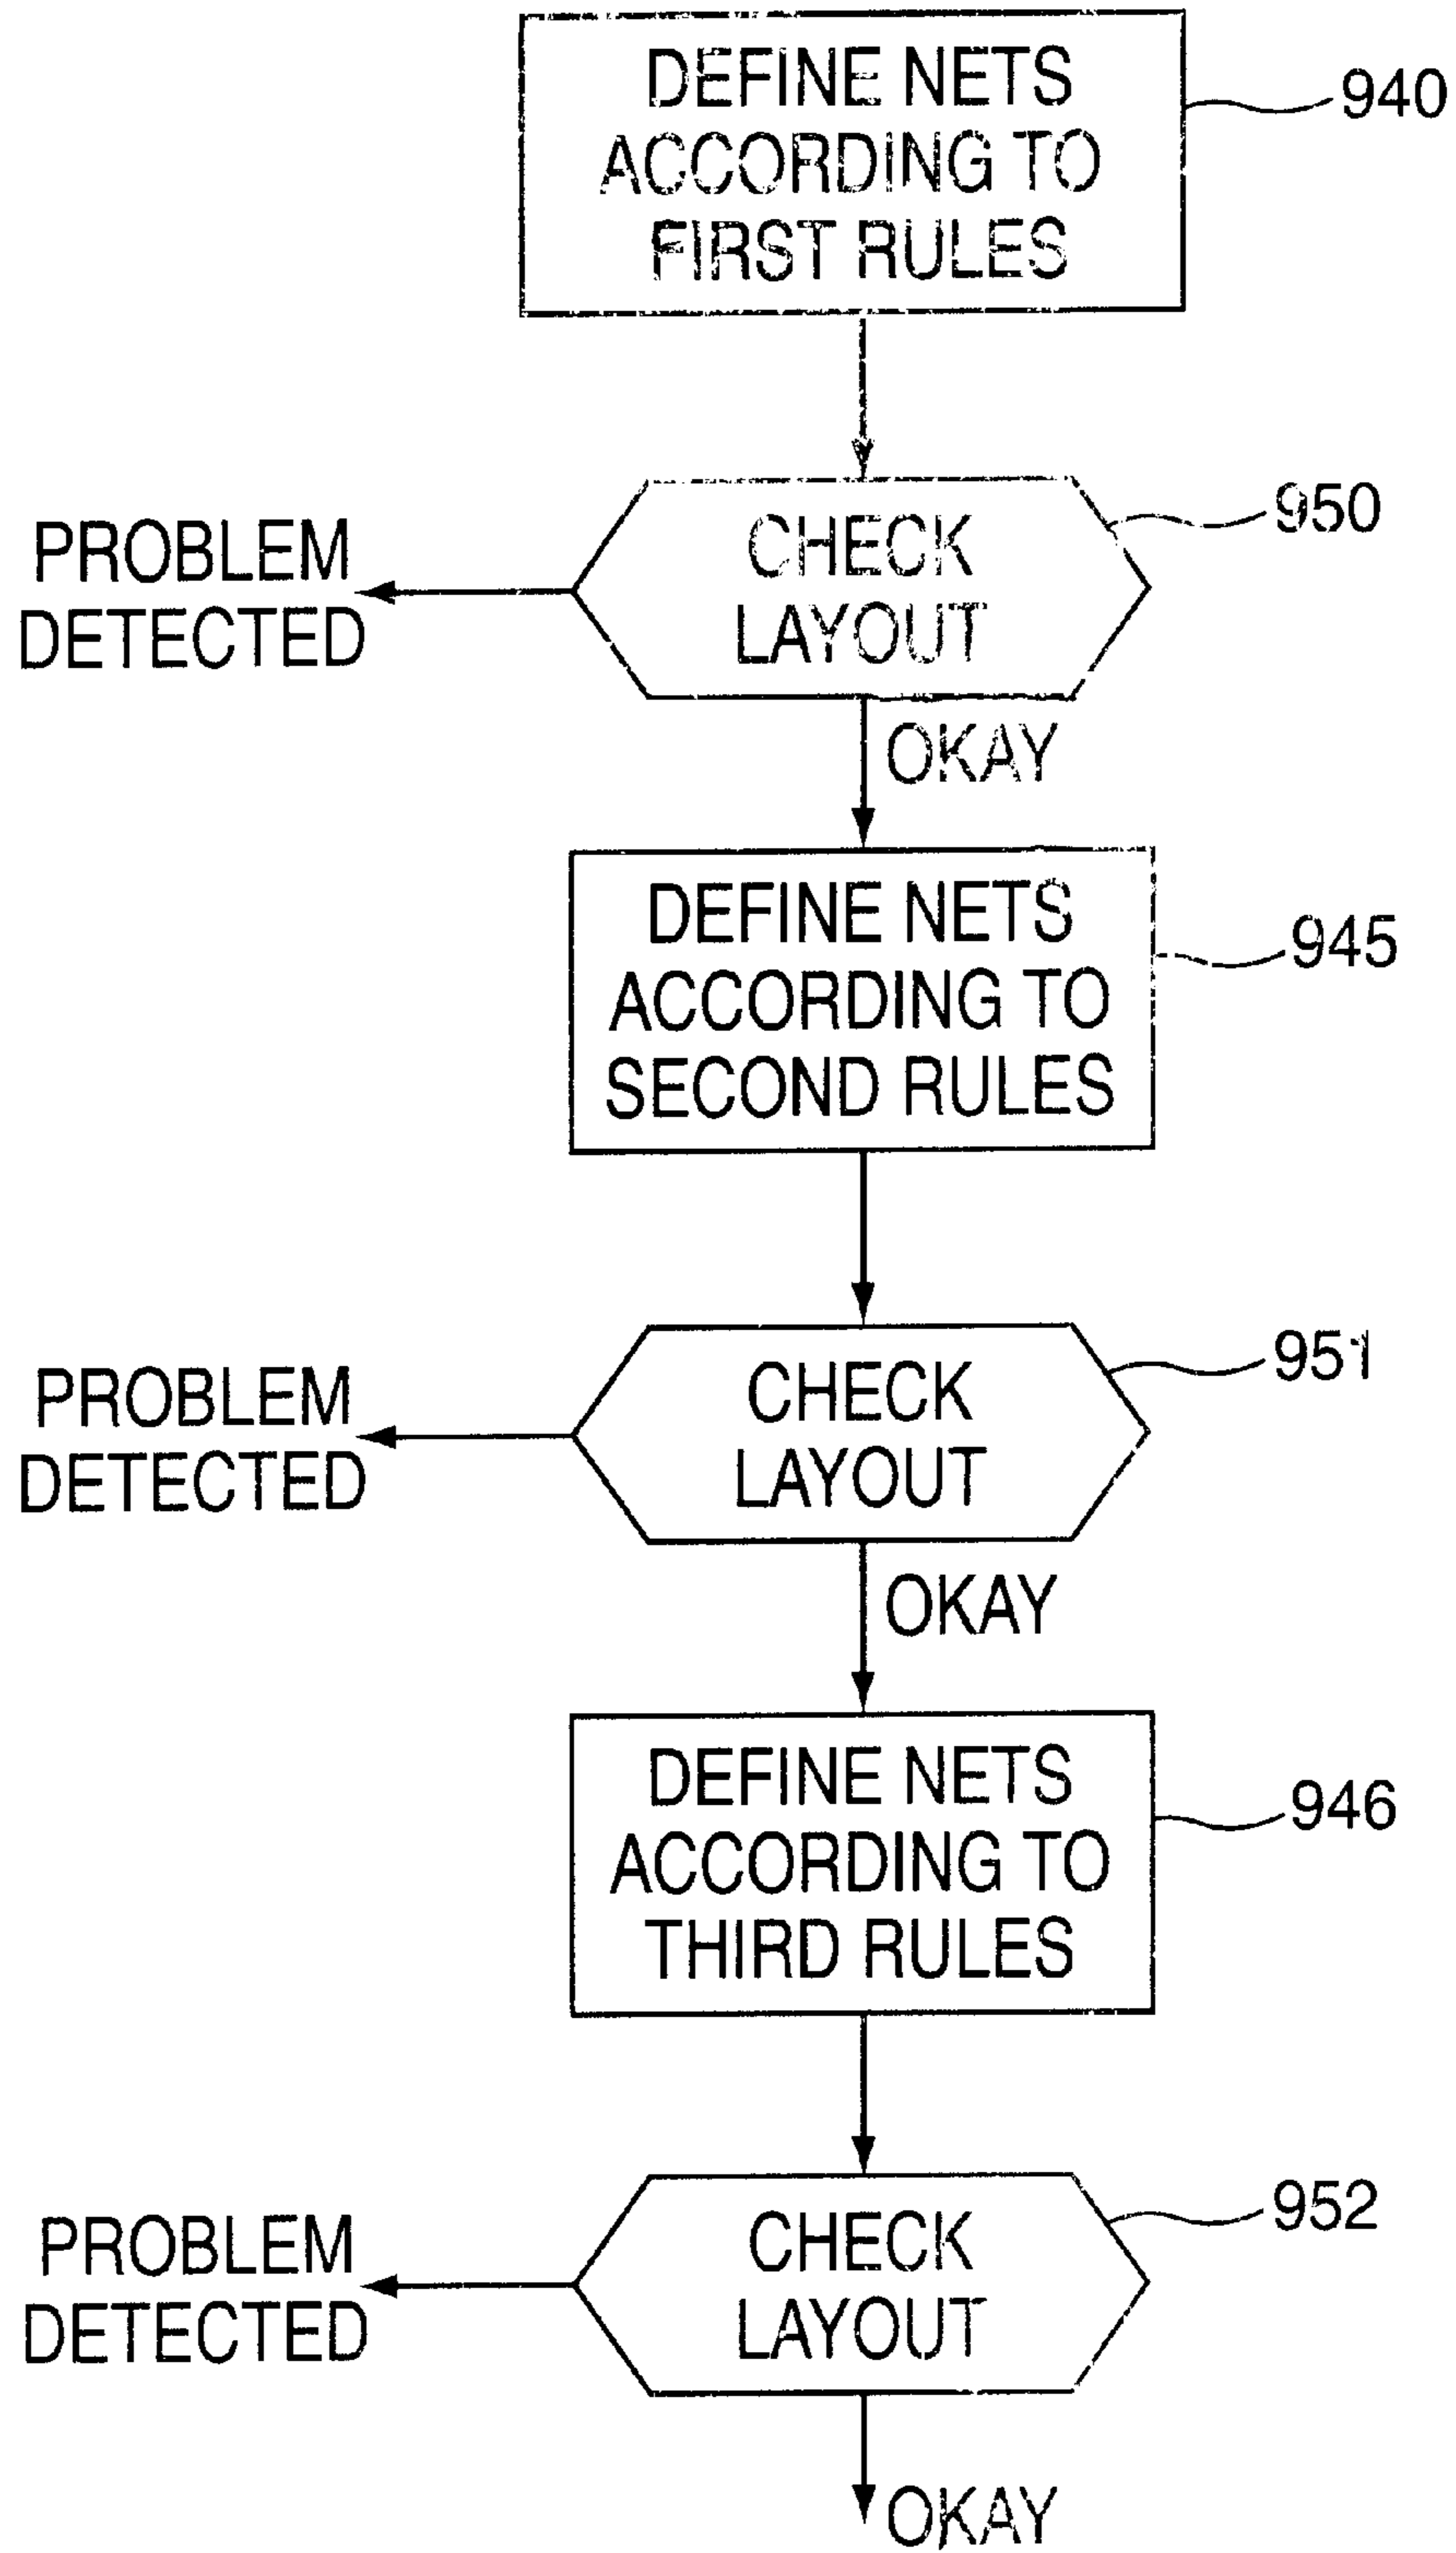 DEFINE NETS
ACCORDING TO
FIRST RULES
940
CHECK
LAYOUT
950
PROBLEM
DETECTED
OKAY
DEFINE NETS
ACCORDING TO
SECOND RULES
945
CHECK
LAYOUT
951
PROBLEM
DETECTED
OKAY
DEFINE NETS
ACCORDING TO
THIRD RULES
946
CHECK
LAYOUT
952
PROBLEM
DETECTED
OKAY